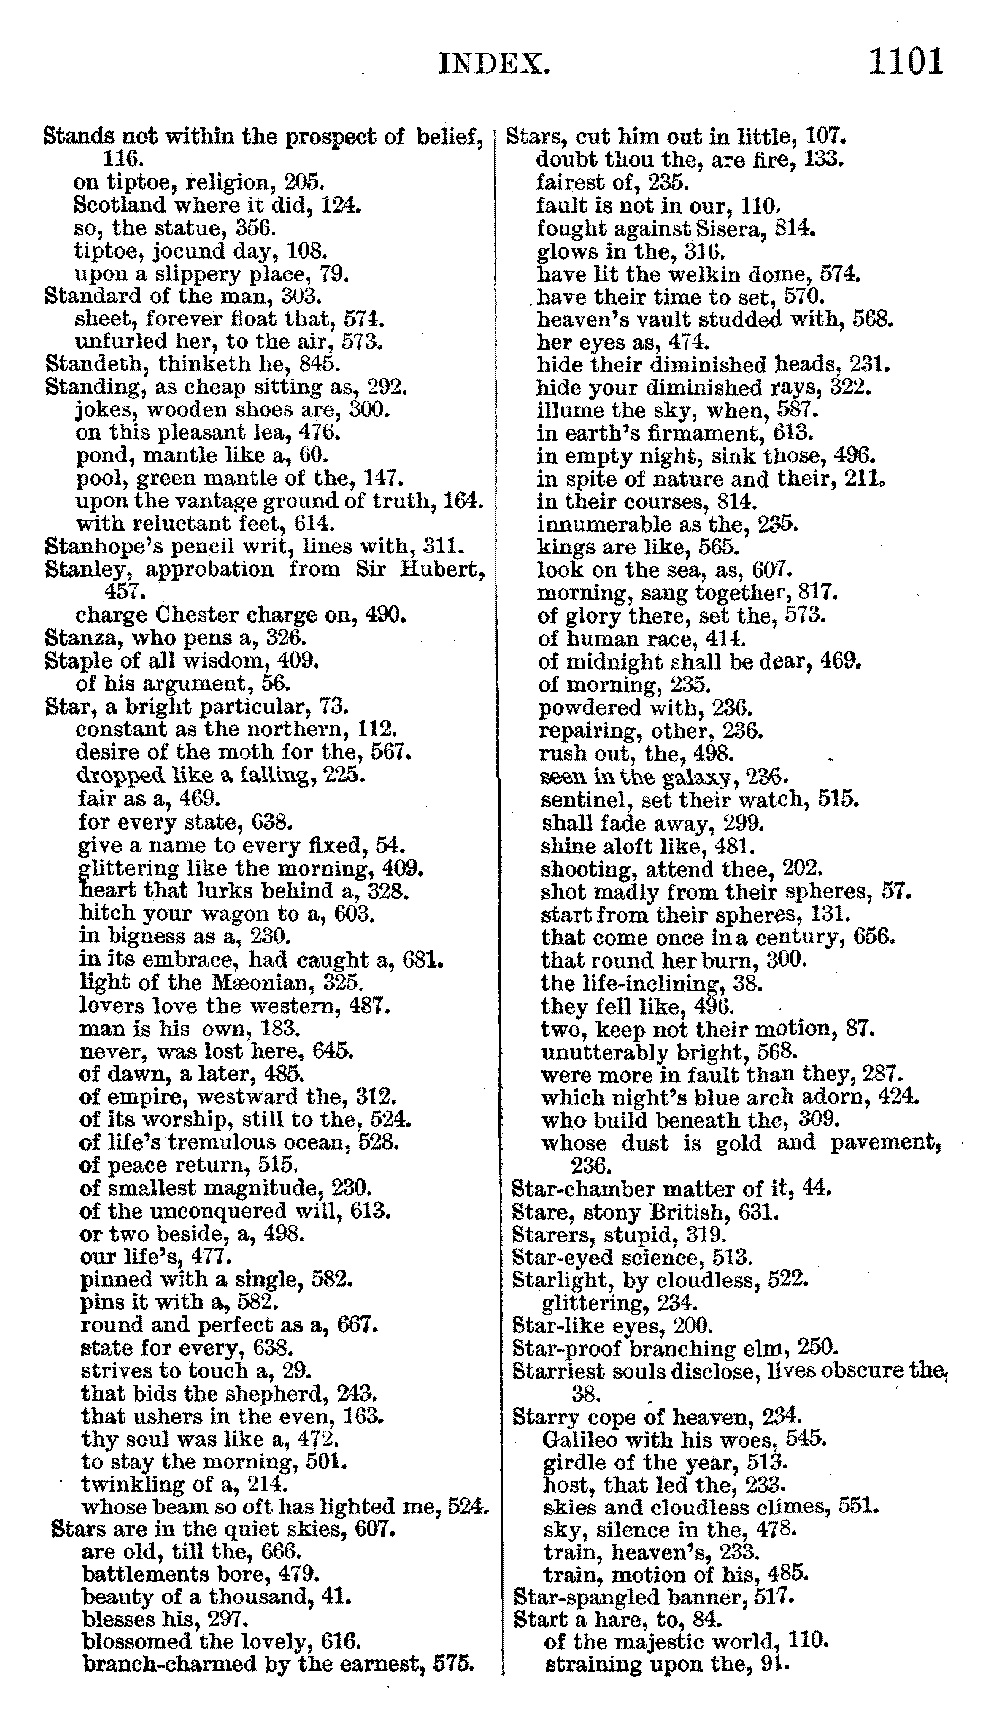 INDEX.
1101
Stands not within the prospect of belief,
116.
on tiptoe, religion, 205.
Scotland where it did, 124.
so, the statue, 356.
tiptoe, jocund day, 108.
upon a slippery place, 79.
Standard of the man, 303.
sheet, forever float that, 574.
unfurled her, to the air, 573.
Standeth, thinketh he, 845.
Standing, as cheap sitting as, 292.
jokes, wooden shoes are, 300.
on this pleasant lea, 476.
pond, mantle like a, 60.
pool, green mantle of the, 147.
upon the vantage ground of truth, 164.
with reluctant feet, 614.
Stanhope's pencil writ, lines with, 311.
Stanley, approbation from Sir Hubert,
457.
charge Chester charge on, 490.
Stanza, who pens a, 326.
Staple of all wisdom, 409.
of his argument, 56.
Star, a bright particular, 73.
constant as the northern, 112.
desire of the moth for the, 567.
dropped like a falling, 225.
fair as a, 469.
for every state, 638.
give a name to every fixed, 54.
glittering like the morning, 409.
heart that lurks behind a, 328.
hitch your wagon to a, 603.
in bigness as a, 230.
in its embrace, had caught a, 681.
light of the Mæonian, 325.
lovers love the western, 487.
man is his own, 183.
never, was lost here, 645.
of dawn, a later, 485.
of empire, westward the, 312.
of its worship, still to the, 524.
of life's tremulous ocean, 528.
of peace return, 515.
of smallest magnitude, 230.
of the unconquered will, 613.
or two beside, a, 498.
our life's, 477.
pinned with a single, 582.
pins it with a, 582.
round and perfect as a, 667.
state for every, 638.
strives to touch a, 29.
that bids the shepherd, 243.
that ushers in the even, 163.
thy soul was like a, 472.
to stay the morning, 501.
twinkling of a, 214.
whose beam so oft has lighted me, 524.
Stars are in the quiet skies, 607.
are old, till the, 666.
battlements bore, 479.
beauty of a thousand, 41.
blesses his, 297.
blossomed the lovely, 616.
branch-charmed by the earnest, 575.
Stars, cut him out in little, 107.
doubt thou the, are fire, 133.
fairest of, 235.
fault is not in our, 110.
fought against Sisera, 814.
glows in the, 316.
have lit the welkin dome, 574.
have their time to set, 570.
heaven's vault studded with, 568.
her eyes as, 474.
hide their diminished heads, 231.
hide your diminished rays, 322.
illume the sky, when, 587.
in earth's firmament, 613.
in empty night, sink those, 496.
in spite of nature and their, 211.
in their courses, 814.
innumerable as the, 235.
kings are like, 565.
look on the sea, as, 607.
morning, sang together, 817.
of glory there, set the, 573.
of human race, 414.
of midnight shall be dear, 469.
of morning, 235.
powdered with, 236.
repairing, other, 236.
rush out, the, 498.
seen in the galaxy, 236.
sentinel, set their watch, 515.
shall fade away, 299.
shine aloft like, 481.
shooting, attend thee, 202.
shot madly from their spheres, 57.
start from their spheres, 131.
that come once in a century, 656.
that round her burn, 300.
the life-inclining, 38.
they fell like, 496.
two, keep not their motion, 87.
unutterably bright, 568.
were more in fault than they, 287.
which night's blue arch adorn, 424.
who build beneath the, 309.
whose dust is gold and pavement,
236.
Star-chamber matter of it, 44.
Stare, stony British, 631.
Starers, stupid, 319.
Star-eyed science, 513.
Starlight, by cloudless, 522.
glittering, 234.
Star-like eyes, 200.
Star-proof branching elm, 250.
Starriest souls disclose, lives obscure the,
38.
Starry cope of heaven, 234.
Galileo with his woes, 545.
girdle of the year, 513.
host, that led the, 233.
skies and cloudless climes, 551.
sky, silence in the, 478.
train, heaven's, 233.
train, motion of his, 485.
Star-spangled banner, 517.
Start a hare, to, 84.
of the majestic world, 110.
straining upon the, 91.